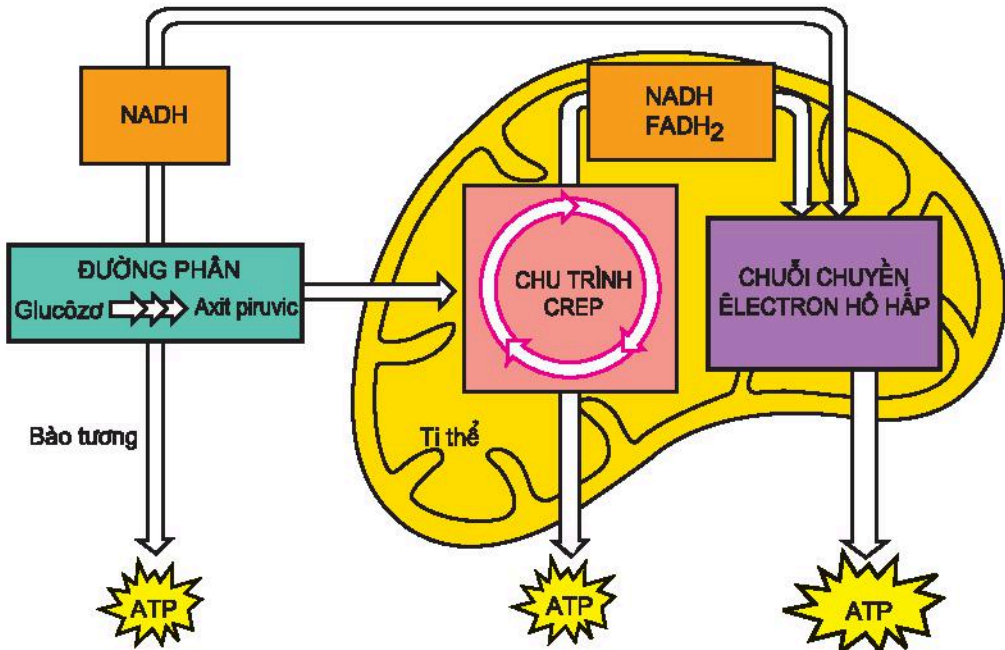 NADH
NADH
FADH2
ĐƯỜNG PHÂN
Glucôzơ Axit piruvic
CHU TRÌNH
CREP
CHUỖI CHUYỀN
ÊLECTRON HÔ HẤP
Bào tương
Ti thể
ATP
ATP
ATP